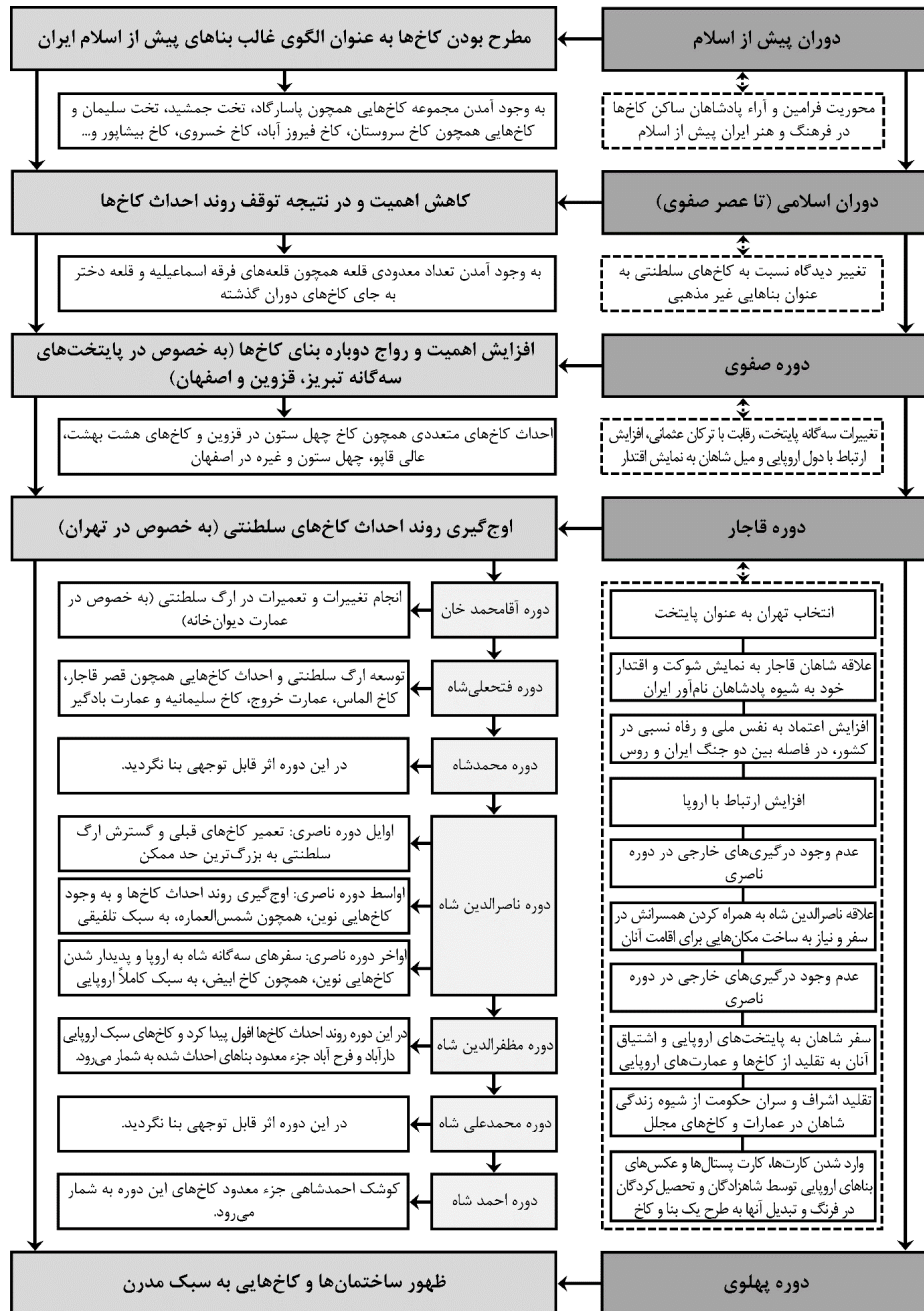 دوران پیش از اسلام
مطرح بودن کاخ‌ها به عنوان الگوی غالب بناهای پیش از اسلام ایران
محوریت فرامین و آراء پادشاهان ساکن کاخ‌ها
در فرهنگ و هنر ایران پیش از اسلام
به وجود آمدن مجموعه کاخ‌هایی همچون پاسارگاد، تخت جمشید، تخت سلیمان و
کاخ‌هایی همچون کاخ سروستان، کاخ فیروز آباد، کاخ خسروی، کاخ بیشاپور و...
دوران اسلامی (تا عصر صفوی)
کاهش اهمیت و در نتیجه توقف روند احداث کاخ‌ها
تغییر دیدگاه نسبت به کاخ‌های سلطنتی به
عنوان بناهایی غیر مذهبی
به وجود آمدن تعداد معدودی قلعه همچون قلعه‌های فرقه اسماعیلیه و قلعه دختر
به جای کاخ‌های دوران گذشته
دوره صفوی
افزایش اهمیت و رواج دوباره بنای کاخ‌ها (به خصوص در پایتخت‌های
سه‌گانه تبریز، قزوین و اصفهان)
تغییرات سه‌گانه پایتخت، رقابت با ترکان عثمانی، افزایش
ارتباط با دول اروپایی و میل شاهان به نمایش اقتدار
احداث کاخ‌های متعددی همچون کاخ چهل ستون در قزوین و کاخ‌های هشت بهشت،
عالی قاپو، چهل ستون و غیره در اصفهان
دوره قاجار
اوج‌گیری روند احداث کاخ‌های سلطنتی (به خصوص در تهران)
انتخاب تهران به عنوان پایتخت
علاقه شاهان قاجار به نمایش شوکت و اقتدار
خود به شیوه پادشاهان نام‌آور ایران
افزایش اعتماد به نفس ملی و رفاه نسبی در
کشور، در فاصله بین دو جنگ ایران و روس
افزایش ارتباط با اروپا
عدم وجود درگیری‌های خارجی در دوره
ناصری
علاقه ناصرالدین شاه به همراه کردن همسرانش در
سفر و نیاز به ساخت مکان‌هایی برای اقامت آنان
عدم وجود درگیری‌های خارجی در دوره
ناصری
سفر شاهان به پایتخت‌های اروپایی و اشتیاق
آنان به تقلید از کاخ‌ها و عمارت‌های اروپایی
تقلید اشراف و سران حکومت از شیوه زندگی
شاهان در عمارات و کاخ‌های مجلل
وارد شدن کارت‌ها، کارت پستال‌ها و عکس‌های
بناهای اروپایی توسط شاهزادگان و تحصیل‌کردگان
در فرنگ و تبدیل آنها به طرح یک بنا و کاخ
دوره آقامحمد خان
انجام تغییرات و تعمیرات در ارگ سلطنتی (به خصوص در
عمارت دیوان‌خانه)
دوره فتحعلی‌شاه
توسعه ارگ سلطنتی و احداث کاخ‌هایی همچون قصر قاجار،
کاخ الماس، عمارت خروج، کاخ سلیمانیه و عمارت بادگیر
دوره محمدشاه
در این دوره اثر قابل توجهی بنا نگردید.
دوره ناصرالدین شاه
اوایل دوره ناصری: تعمیر کاخ‌های قبلی و گسترش ارگ
سلطنتی به بزرگ‌ترین حد ممکن
اواسط دوره ناصری: اوج‌گیری روند احداث کاخ‌ها و به وجود
کاخ‌هایی نوین، همچون شمس‌العماره، به سبک تلفیقی
اواخر دوره ناصری: سفرهای سه‌گانه شاه به اروپا و پدیدار شدن
کاخ‌هایی نوین، همچون کاخ ابیض، به سبک کاملاً اروپایی
دوره مظفرالدین شاه
در این دوره روند احداث کاخ‌ها افول پیدا کرد و کاخ‌های سبک اروپایی
دارآباد و فرح آباد جزء معدود بناهای احداث شده به شمار می‌رود.
دوره محمدعلی شاه
در این دوره اثر قابل توجهی بنا نگردید.
دوره احمد شاه
کوشک احمدشاهی جزء معدود کاخ‌های این دوره به شمار
می‌رود.
دوره پهلوی
ظهور ساختمان‌ها و کاخ‌هایی به سبک مدرن